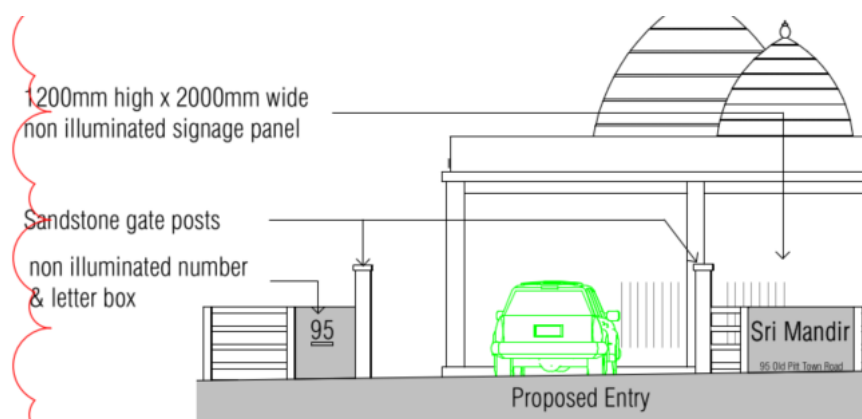 1200mm high x 2000mm wide
non illuminated signage panel
Sandstone gate posts
non illuminated number
& letter box
95
Sri Mandir
95 Old Pitt Town Road
Proposed Entry